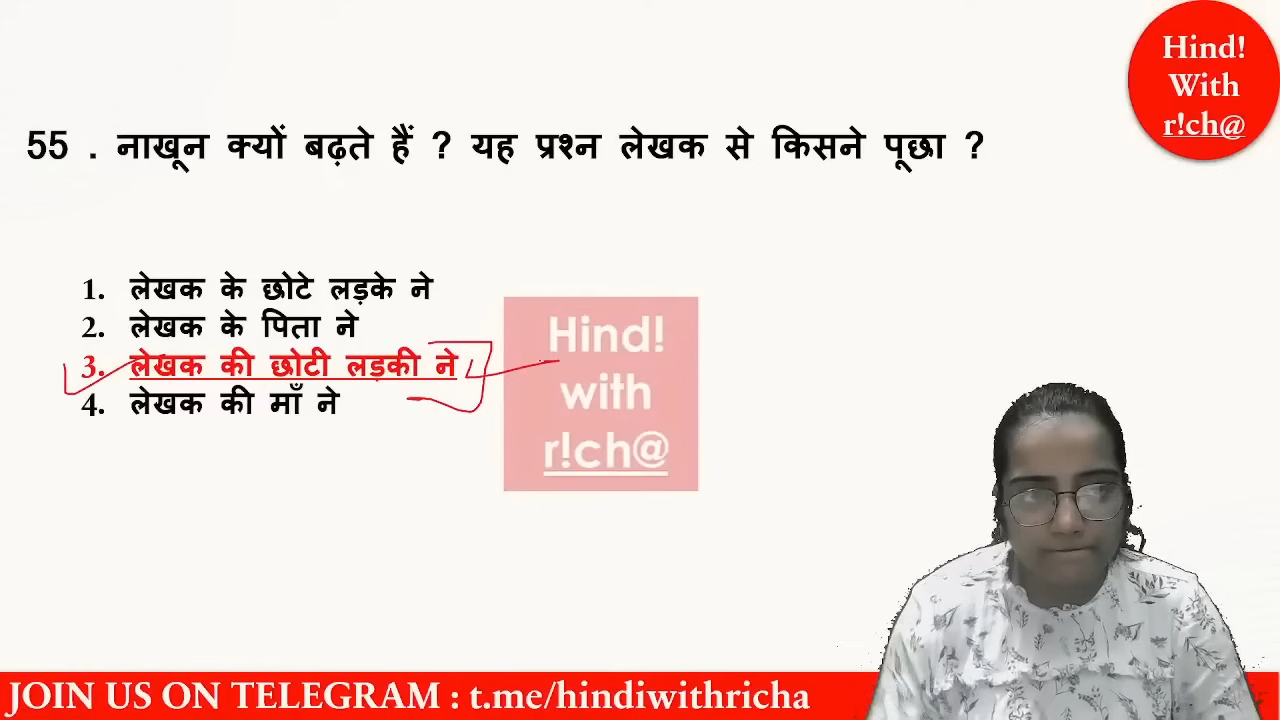 Hind!
With
r!ch@
55 . नाखून क्यों बढ़ते हैं ? यह प्रश्न लेखक से किसने पूछा ?
1. लेखक के छोटे लड़के ने
2. लेखक के पिता ने
3. लेखक की छोटी लड़की ने
4. लेखक की माँ ने
Hind!
with
r!ch@
JOIN US ON TELEGRAM : t.me/hindiwithricha